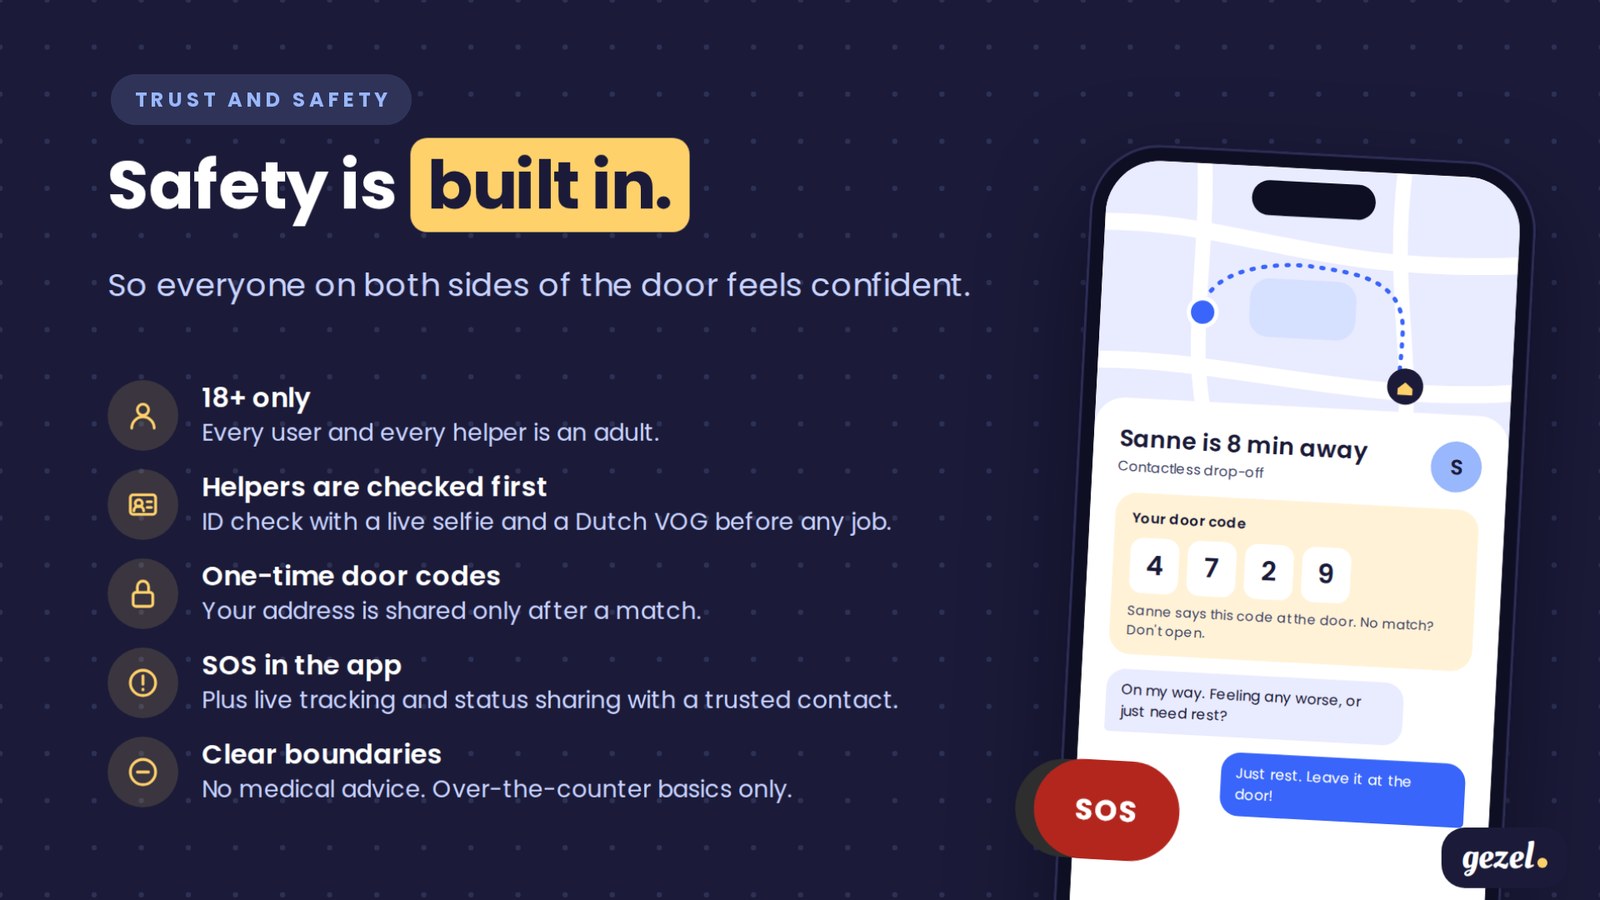 TRUST AND SAFETY
Safety is built in.
So everyone on both sides of the door feels confident.
18+ only
Every user and every helper is an adult.
Helpers are checked first
ID check with a live selfie and a Dutch VOG before any job.
One-time door codes
Your address is shared only after a match.
SOS in the app
Plus live tracking and status sharing with a trusted contact.
Clear boundaries
No medical advice. Over-the-counter basics only.
Sanne is 8 min away
Contactless drop-off
S
Your door code
4 7 2 9
Sanne says this code at the door. No match?
Don't open.
On my way. Feeling any worse, or
just need rest?
Just rest. Leave it at the
door!
SOS
gezel.